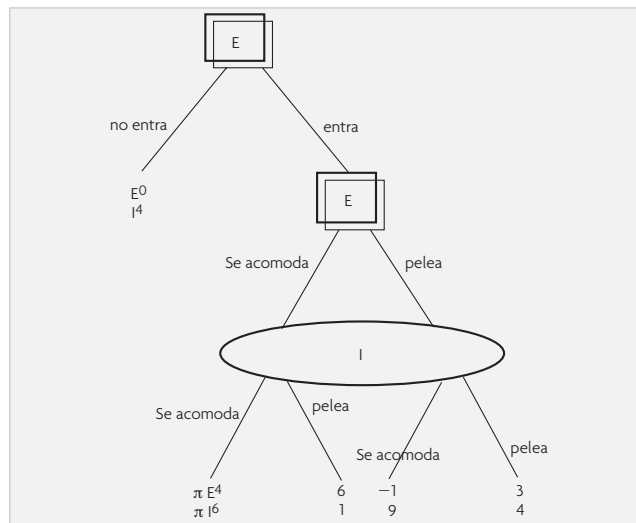 E
no entra
entra
E⁰
I⁴
E
Se acomoda
pelea
I
Se acomoda
pelea
Se acomoda
pelea
π E⁴
π I⁶
6
1
−1
9
3
4